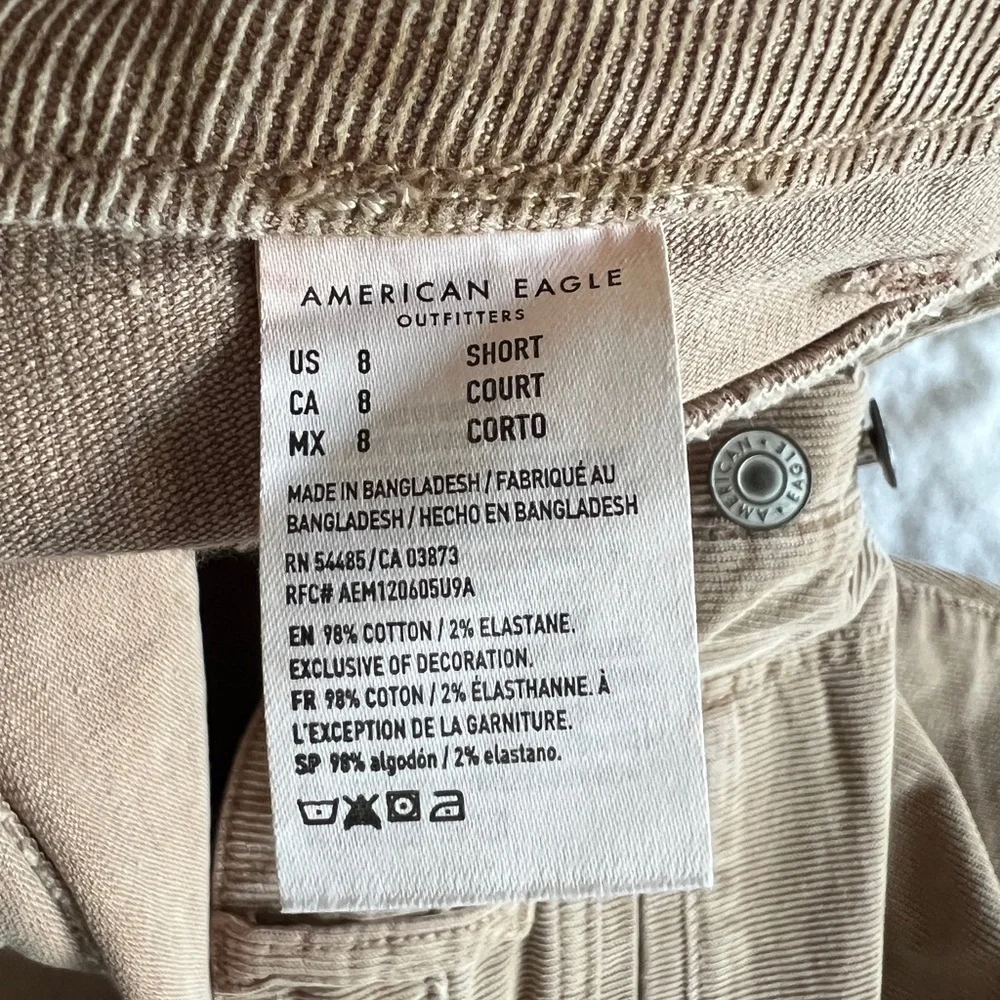 AMERICAN EAGLE
OUTFITTERS
US 8 SHORT
CA 8 COURT
MX 8 CORTO
MADE IN BANGLADESH / FABRIQUÉ AU
BANGLADESH / HECHO EN BANGLADESH
RN 54485/CA 03873
RFC# AEM120605U9A
EN 98% COTTON / 2% ELASTANE.
EXCLUSIVE OF DECORATION.
FR 98% COTON / 2% ÉLASTHANNE. À
L'EXCEPTION DE LA GARNITURE.
SP 98% algodón / 2% elastano.
AMERICAN EAGLE